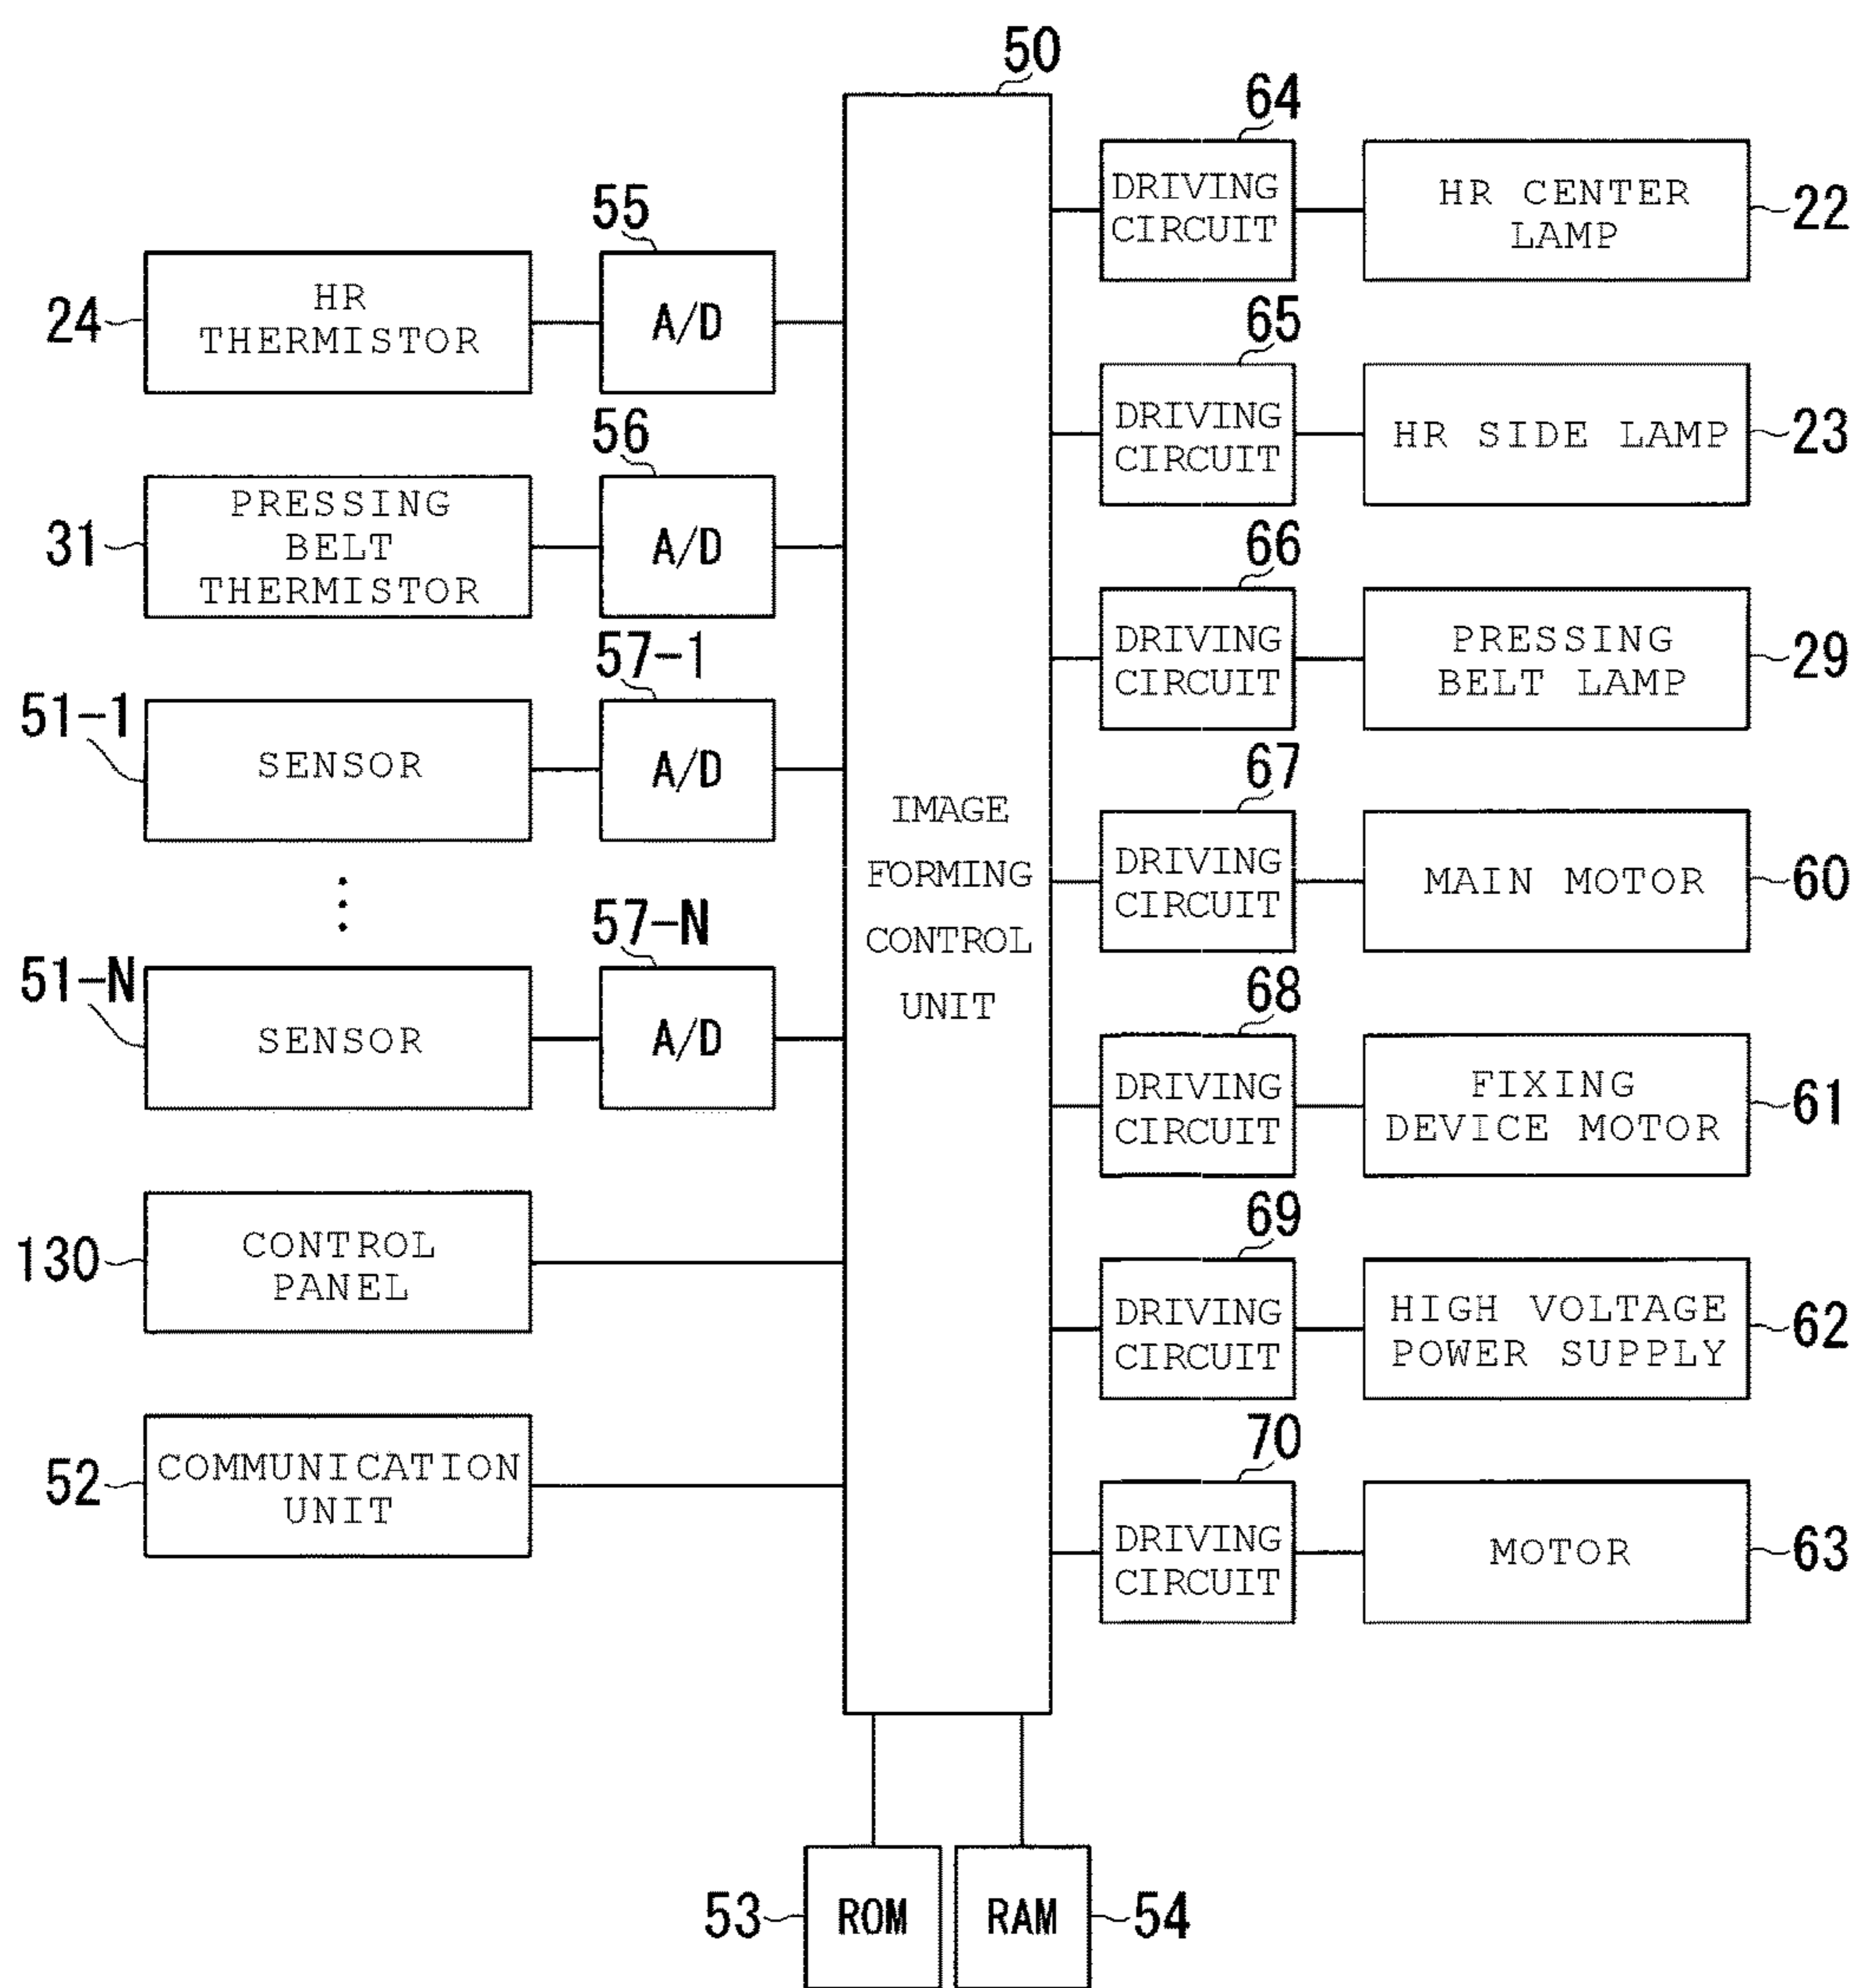 50
24
HR
THERMISTOR
55
A/D
31
PRESSING
BELT
THERMISTOR
56
A/D
51-1
SENSOR
57-1
A/D
51-N
SENSOR
57-N
A/D
130
CONTROL
PANEL
52
COMMUNICATION
UNIT
IMAGE
FORMING
CONTROL
UNIT
64
DRIVING
CIRCUIT
HR CENTER
LAMP
22
65
DRIVING
CIRCUIT
HR SIDE LAMP
23
66
DRIVING
CIRCUIT
PRESSING
BELT LAMP
29
67
DRIVING
CIRCUIT
MAIN MOTOR
60
68
DRIVING
CIRCUIT
FIXING
DEVICE MOTOR
61
69
DRIVING
CIRCUIT
HIGH VOLTAGE
POWER SUPPLY
62
70
DRIVING
CIRCUIT
MOTOR
63
53
ROM
RAM
54